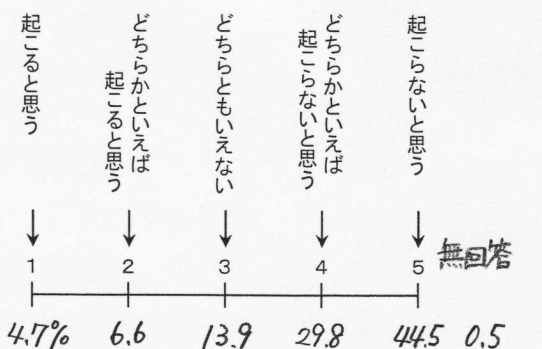 起こると思う
どちらかといえば
起こると思う
どちらともいえない
どちらかといえば
起こらないと思う
起こらないと思う
1 2 3 4 5 無回答
4.7% 6.6 13.9 29.8 44.5 0.5